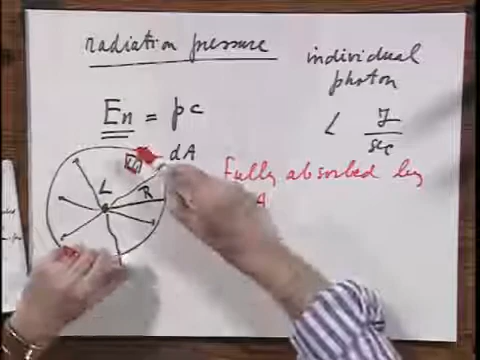 radiation pressure
individual
photon
En = pc
L J/sec
dA
Fully absorbed by
A
L
R